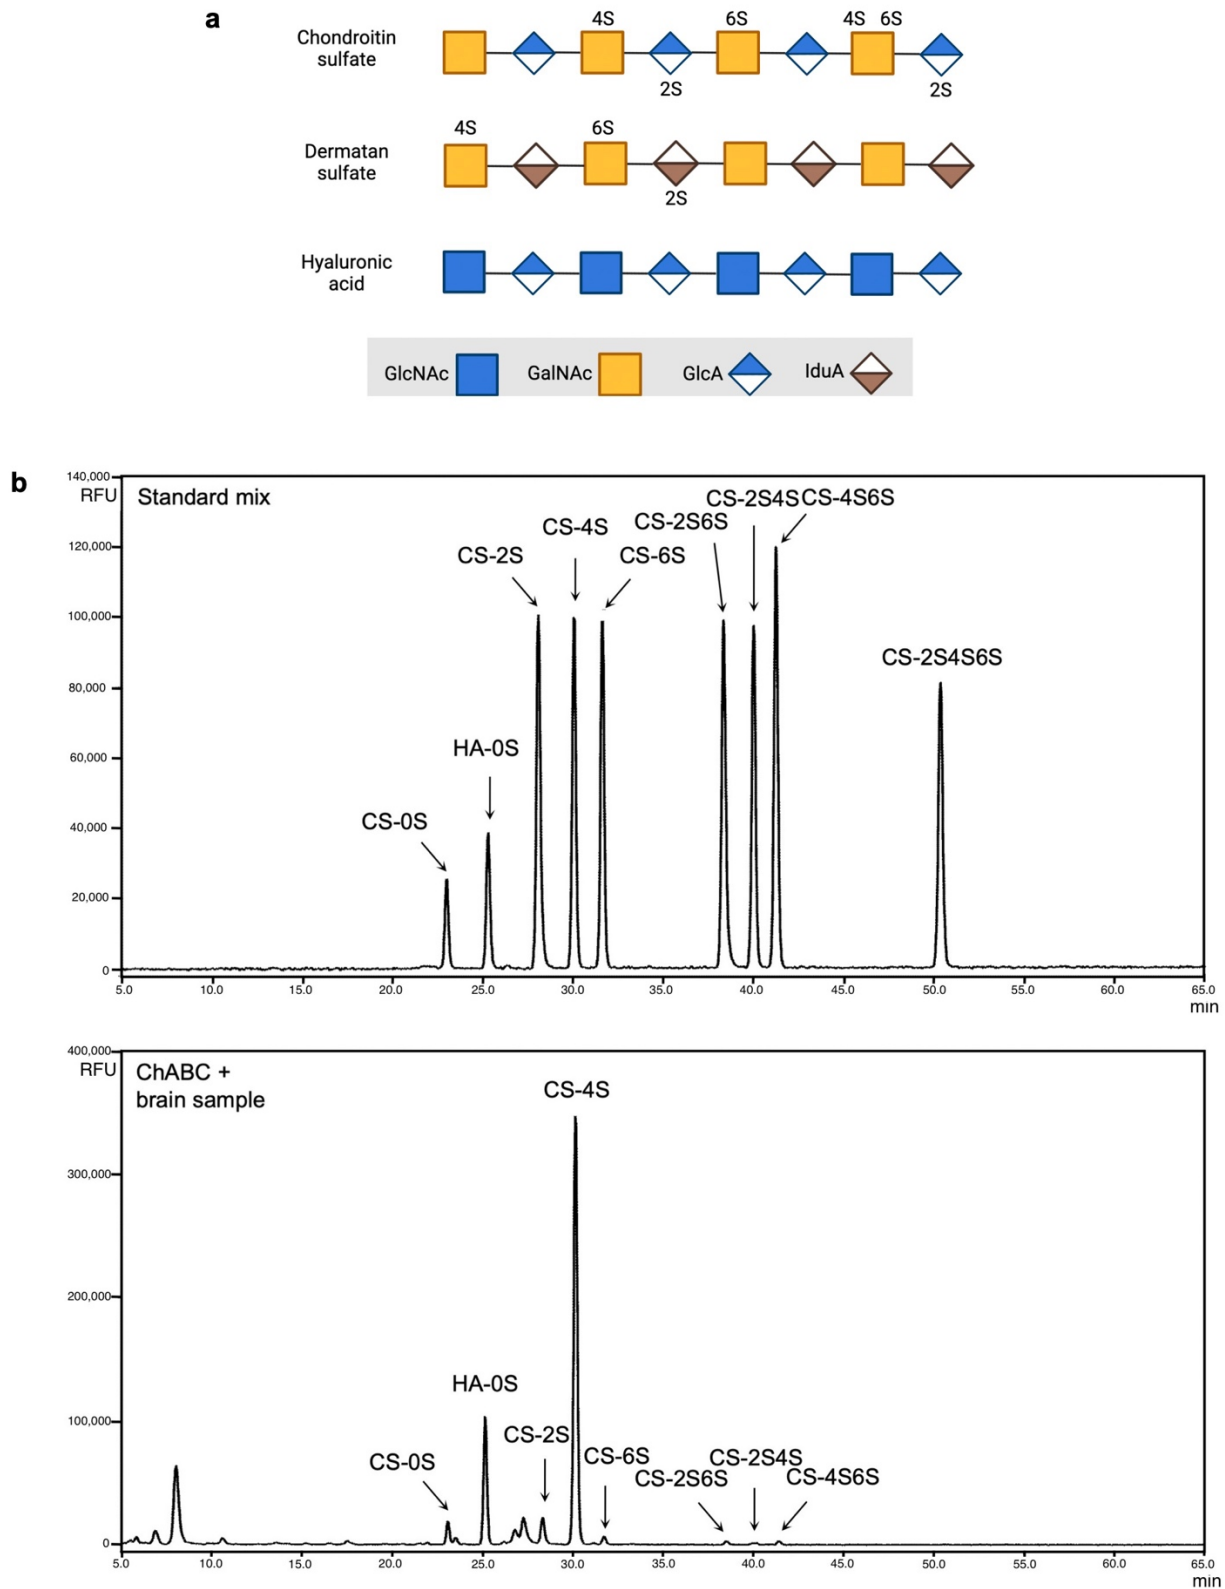 a
4S 6S 4S 6S
Chondroitin
sulfate
2S 2S
4S 6S
Dermatan
sulfate
2S
Hyaluronic
acid
GlcNAc GalNAc GlcA IduA
b
140,000
RFU
Standard mix
CS-2S4S CS-4S6S
CS-4S CS-2S6S
120,000
CS-2S CS-6S
100,000
80,000
CS-2S4S6S
60,000
HA-0S
40,000
CS-0S
20,000
0
5.0 10.0 15.0 20.0 25.0 30.0 35.0 40.0 45.0 50.0 55.0 60.0 65.0
min
400,000
RFU
ChABC +
brain sample
CS-4S
300,000
200,000
HA-0S
100,000
CS-2S
CS-0S CS-6S CS-2S4S
CS-2S6S CS-4S6S
0
5.0 10.0 15.0 20.0 25.0 30.0 35.0 40.0 45.0 50.0 55.0 60.0 65.0
min